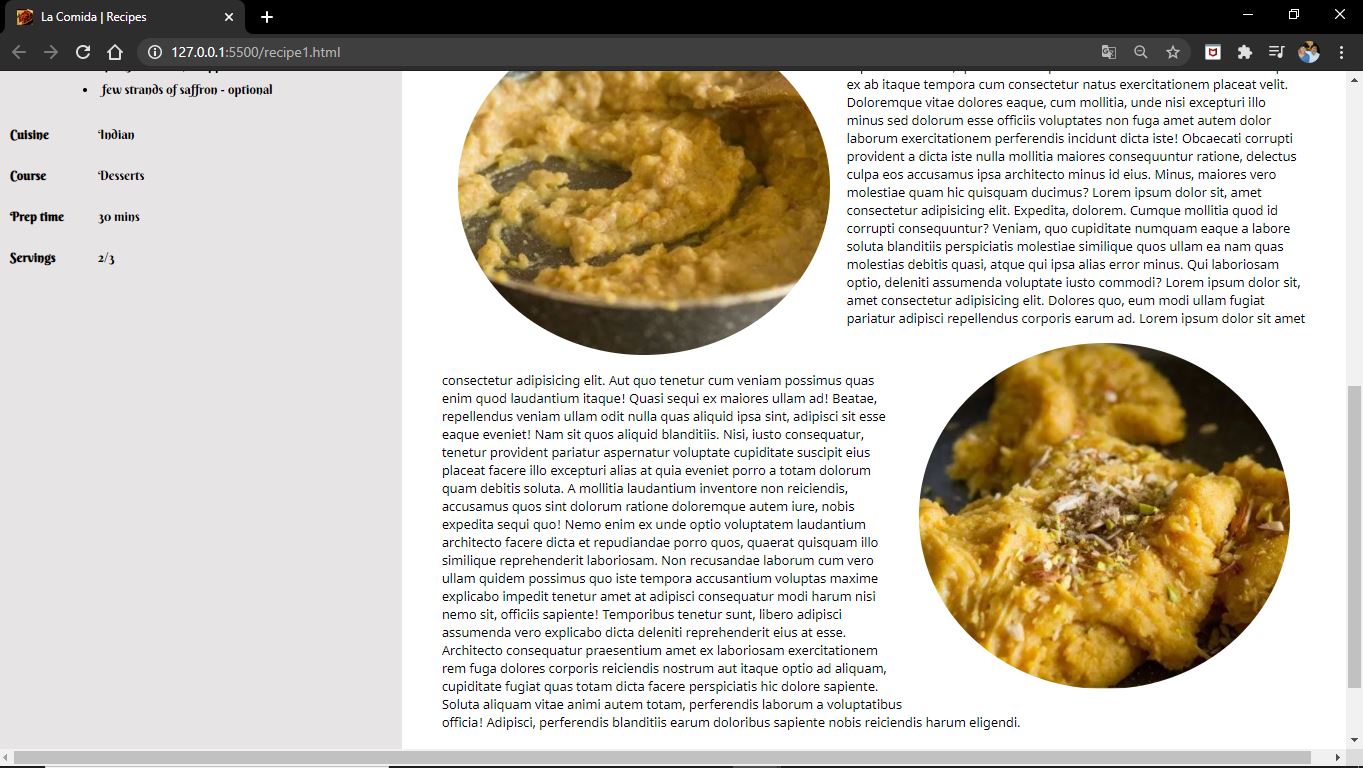 La Comida | Recipes
127.0.0.1:5500/recipe1.html
few strands of saffron - optional
Cuisine Indian
Course Desserts
Prep time 30 mins
Servings 2/3
ex ab itaque tempora cum consectetur natus exercitationem placeat velit.
Doloremque vitae dolores eaque, cum mollitia, unde nisi excepturi illo
minus sed dolorum esse officiis voluptates non fuga amet autem dolor
laborum exercitationem perferendis incidunt dicta iste! Obcaecati corrupti
provident a dicta iste nulla mollitia maiores consequuntur ratione, delectus
culpa eos accusamus ipsa architecto minus id eius. Minus, maiores vero
molestiae quam hic quisquam ducimus? Lorem ipsum dolor sit, amet
consectetur adipisicing elit. Expedita, dolorem. Cumque mollitia quod id
corrupti consequuntur? Veniam, quo cupiditate numquam eaque a labore
soluta blanditiis perspiciatis molestiae similique quos ullam ea nam quas
molestias debitis quasi, atque qui ipsa alias error minus. Qui laboriosam
optio, deleniti assumenda voluptate iusto commodi? Lorem ipsum dolor sit,
amet consectetur adipisicing elit. Dolores quo, eum modi ullam fugiat
pariatur adipisci repellendus corporis earum ad. Lorem ipsum dolor sit amet
consectetur adipisicing elit. Aut quo tenetur cum veniam possimus quas
enim quod laudantium itaque! Quasi sequi ex maiores ullam ad! Beatae,
repellendus veniam ullam odit nulla quas aliquid ipsa sint, adipisci sit esse
eaque eveniet! Nam sit quos aliquid blanditiis. Nisi, iusto consequatur,
tenetur provident pariatur aspernatur voluptate cupiditate suscipit eius
placeat facere illo excepturi alias at quia eveniet porro a totam dolorum
quam debitis soluta. A mollitia laudantium inventore non reiciendis,
accusamus quos sint dolorum ratione doloremque autem iure, nobis
expedita sequi quo! Nemo enim ex unde optio voluptatem laudantium
architecto facere dicta et repudiandae porro quos, quaerat quisquam illo
similique reprehenderit laboriosam. Non recusandae laborum cum vero
ullam quidem possimus quo iste tempora accusantium voluptas maxime
explicabo impedit tenetur amet at adipisci consequatur modi harum nisi
nemo sit, officiis sapiente! Temporibus tenetur sunt, libero adipisci
assumenda vero explicabo dicta deleniti reprehenderit eius at esse.
Architecto consequatur praesentium amet ex laboriosam exercitationem
rem fuga dolores corporis reiciendis nostrum aut itaque optio ad aliquam,
cupiditate fugiat quas totam dicta facere perspiciatis hic dolore sapiente.
Soluta aliquam vitae animi autem totam, perferendis laborum a voluptatibus
officia! Adipisci, perferendis blanditiis earum doloribus sapiente nobis reiciendis harum eligendi.